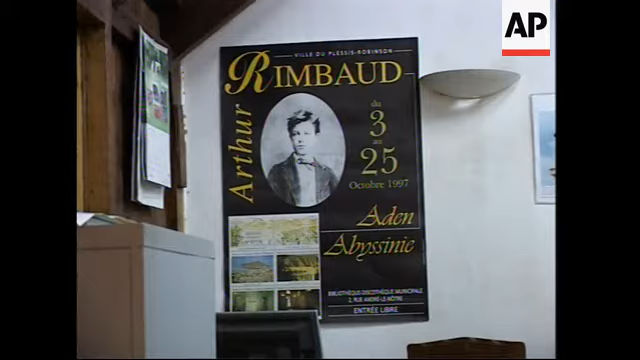 AP
VILLE DU PLESSIS-ROBINSON
Arthur
RIMBAUD
du
3
au
25
Octobre 1997
Aden
Abyssinie
BIBLIOTHÈQUE DISCOTHÈQUE MUNICIPALE
2, RUE ANDRÉ LE NÔTRE
ENTRÉE LIBRE